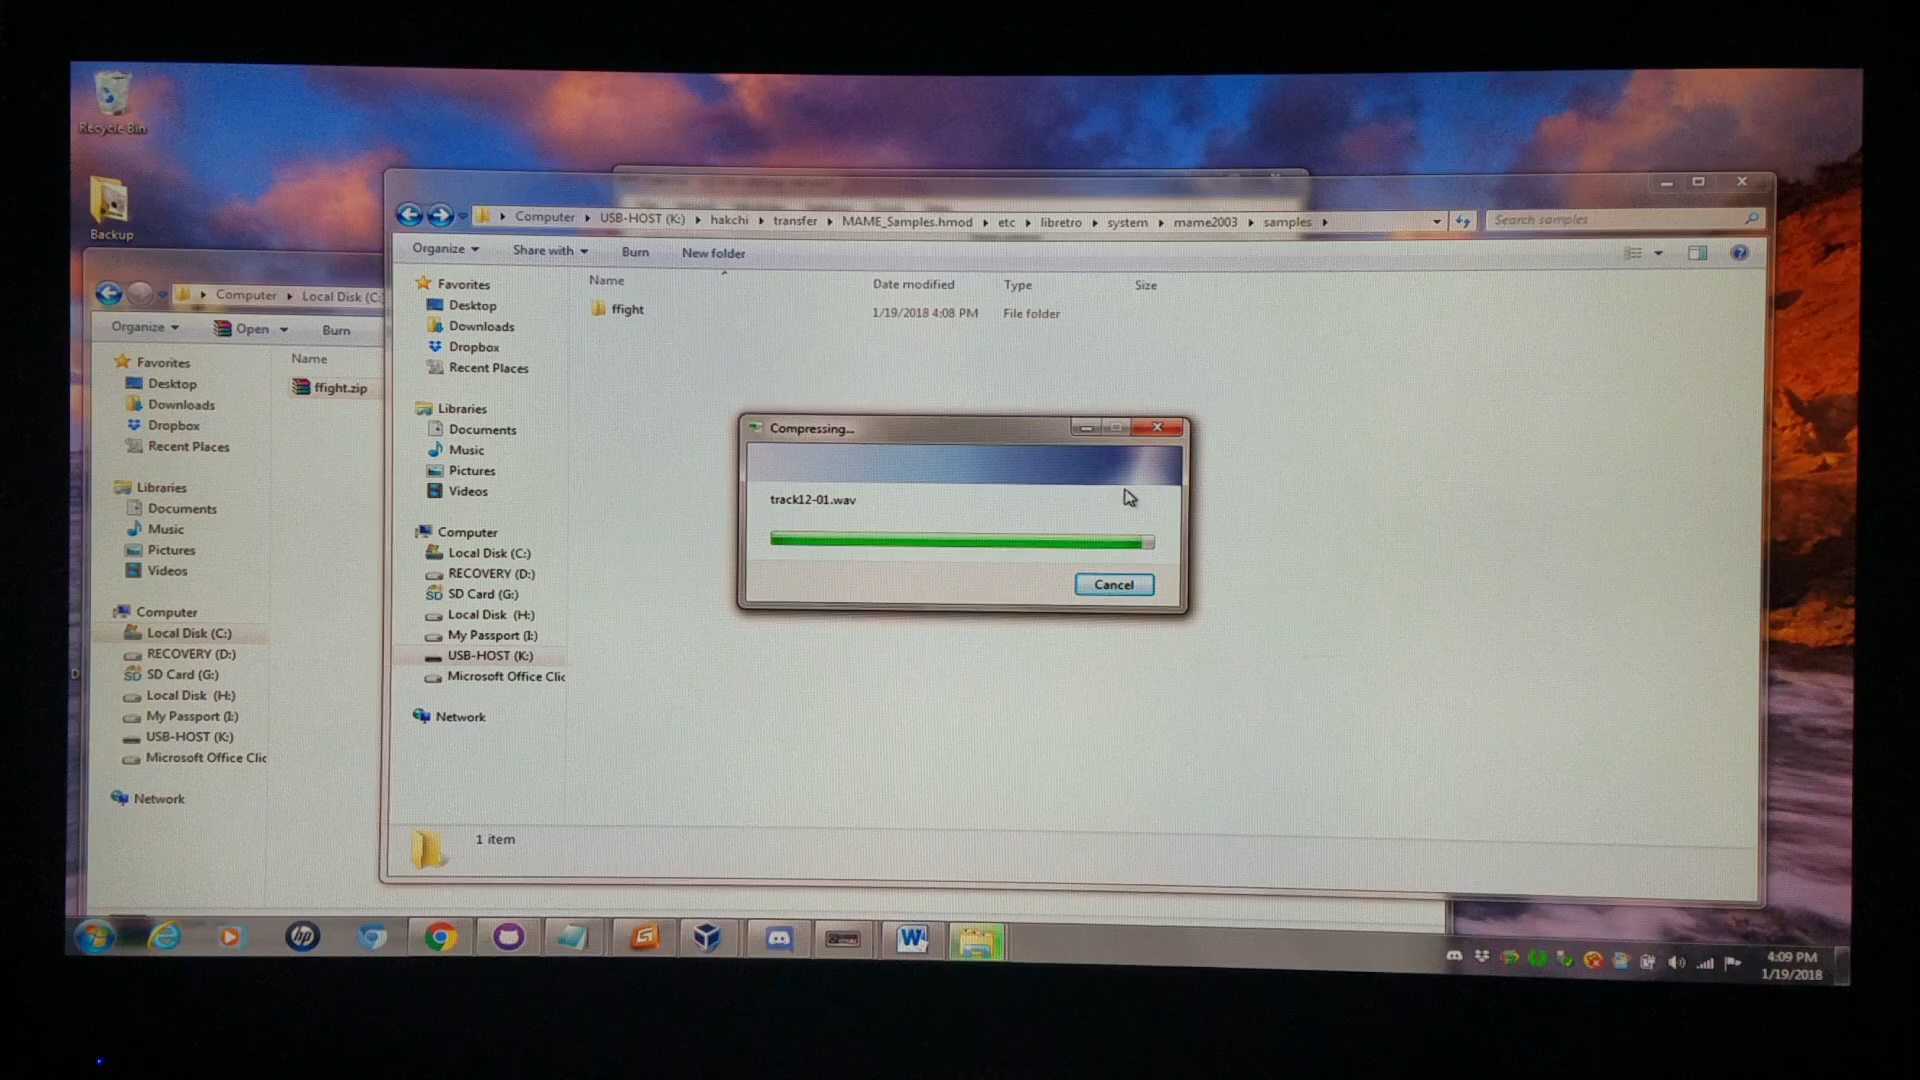 Recycle Bin
Backup
Computer USB-HOST (K:) hakchi transfer MAME_Samples.hmod etc libretro system mame2003 samples
Search samples
Organize Share with Burn New folder
Name Date modified Type Size
ffight 1/19/2018 4:08 PM File folder
Favorites
Desktop
Downloads
Dropbox
Recent Places
Libraries
Documents
Music
Pictures
Videos
Computer
Local Disk (C:)
RECOVERY (D:)
SD Card (G:)
Local Disk (H:)
My Passport (I:)
USB-HOST (K:)
Microsoft Office Clic
Network
1 item
Compressing...
track12-01.wav
Cancel
Computer Local Disk (C:
Organize Open Burn
Name
ffight.zip
Favorites
Desktop
Downloads
Dropbox
Recent Places
Libraries
Documents
Music
Pictures
Videos
Computer
Local Disk (C:)
RECOVERY (D:)
SD Card (G:)
Local Disk (H:)
My Passport (I:)
USB-HOST (K:)
Microsoft Office Clic
Network
hp
W
4:09 PM
1/19/2018